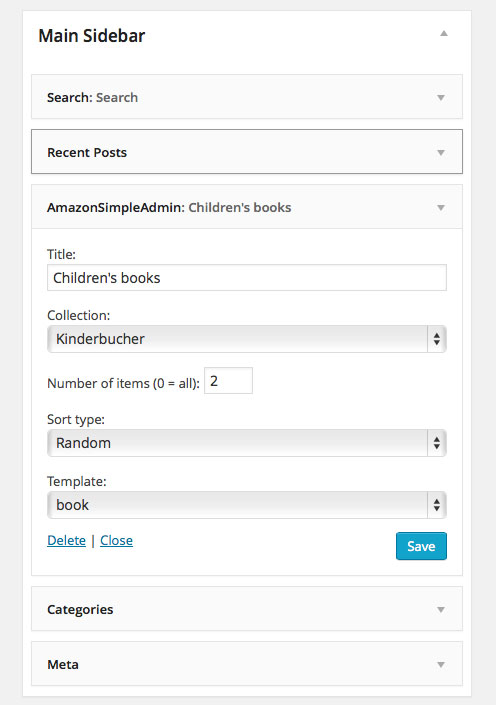 Main Sidebar
Search: Search
Recent Posts
AmazonSimpleAdmin: Children's books
Title:
Children's books
Collection:
Kinderbucher
Number of items (0 = all): 2
Sort type:
Random
Template:
book
Delete | Close
Save
Categories
Meta